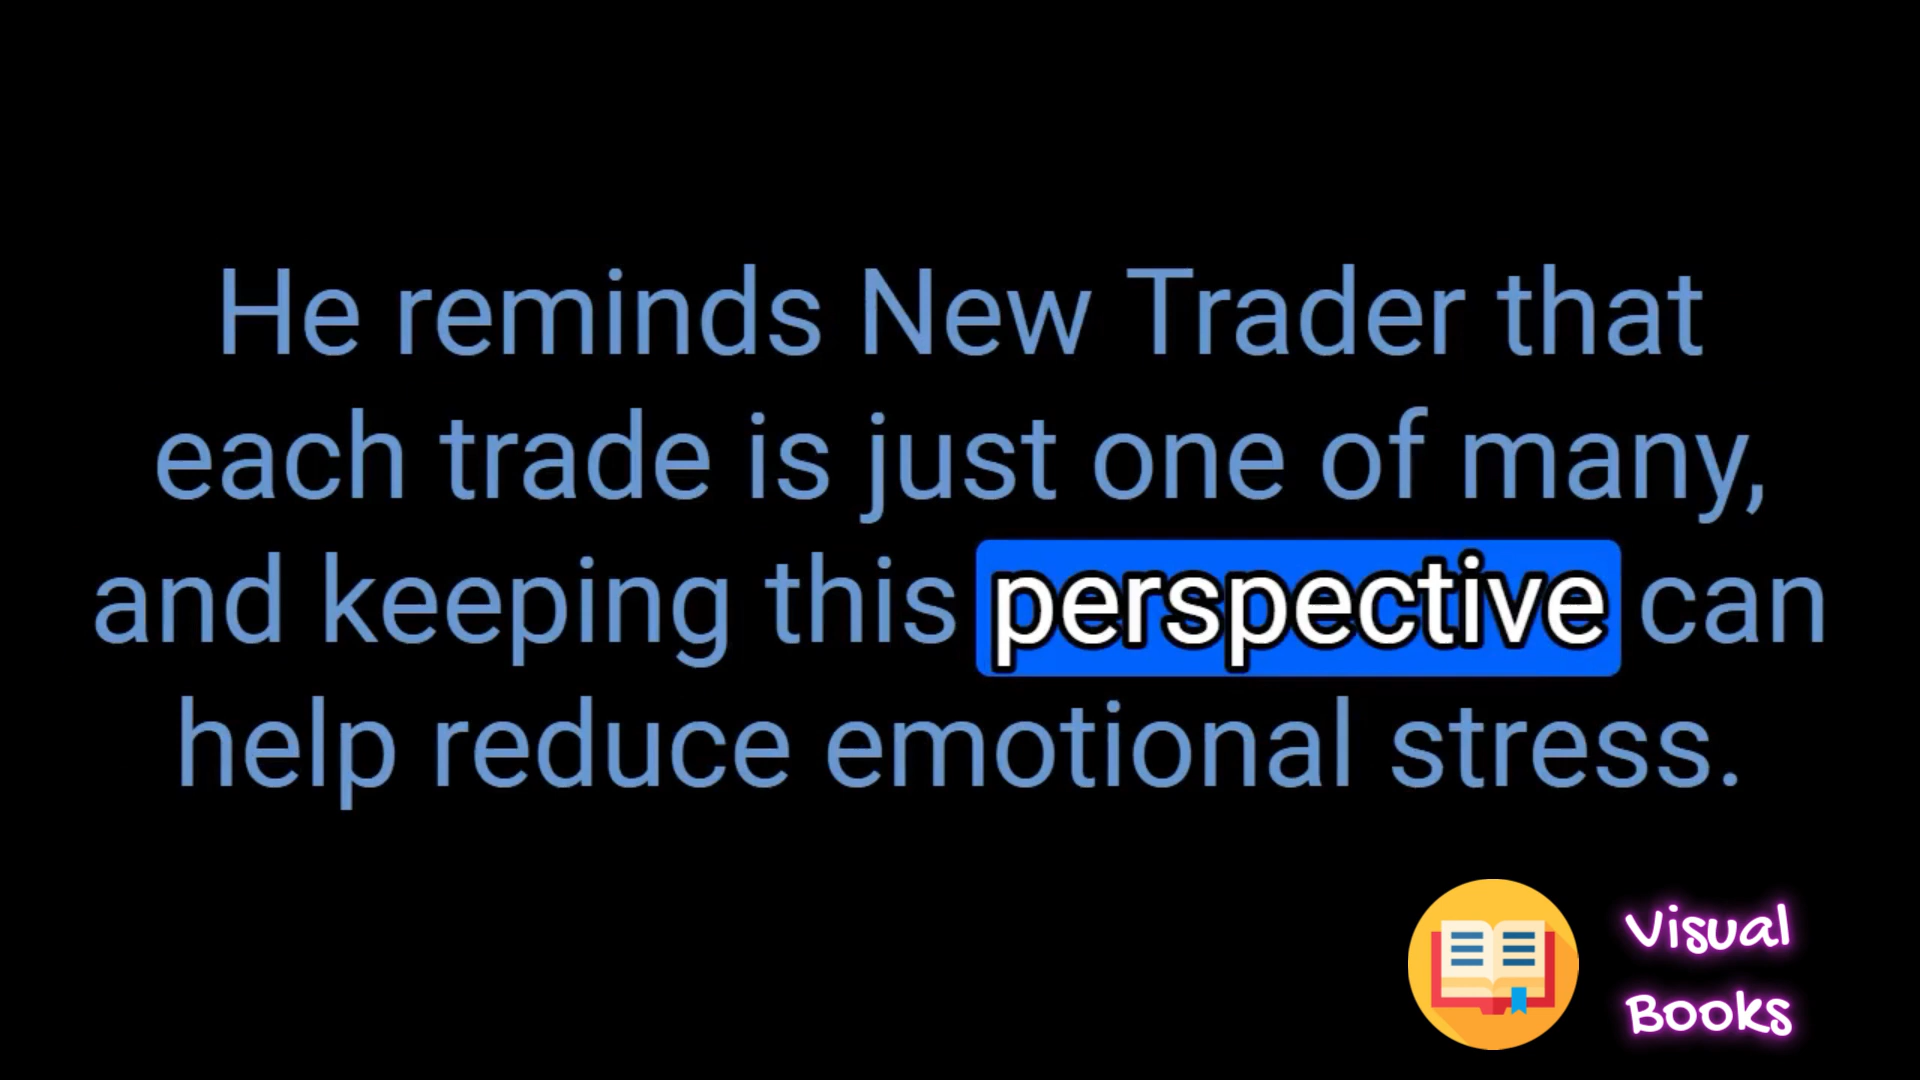 He reminds New Trader that
each trade is just one of many,
and keeping this perspective can
help reduce emotional stress.
Visual
Books